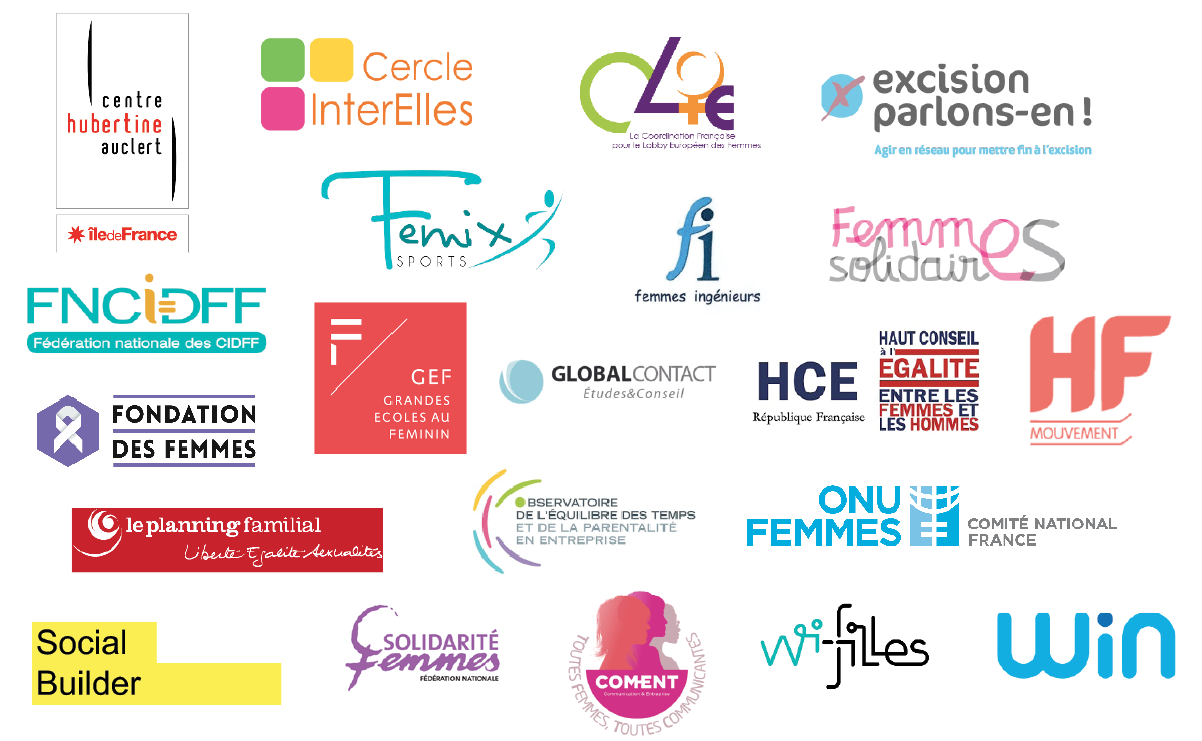 centre
hubertine
auclert
îledeFrance
Cercle
InterElles
CLEF
La Coordination Française
pour le Lobby Européen des Femmes
excision
parlons-en !
Agir en réseau pour mettre fin à l'excision
Femix
SPORTS
fi
femmes ingénieurs
Femmes
solidaires
FNCiDFF
Fédération nationale des CIDFF
GEF
GRANDES
ECOLES AU
FEMININ
GLOBALCONTACT
Études&Conseil
HCE
République Française
HAUT CONSEIL
à l'
EGALITE
ENTRE LES
FEMMES ET
LES HOMMES
HF
MOUVEMENT
FONDATION
DES FEMMES
le planning familial
Liberté Egalité Sexualités
OBSERVATOIRE
DE L'ÉQUILIBRE DES TEMPS
ET DE LA PARENTALITÉ
EN ENTREPRISE
ONU
FEMMES
COMITÉ NATIONAL
FRANCE
Social
Builder
SOLIDARITÉ
Femmes
FÉDÉRATION NATIONALE
COMENT
Communication & Entreprise
TOUTES FEMMES, TOUTES COMMUNICANTES
wi-filles
win